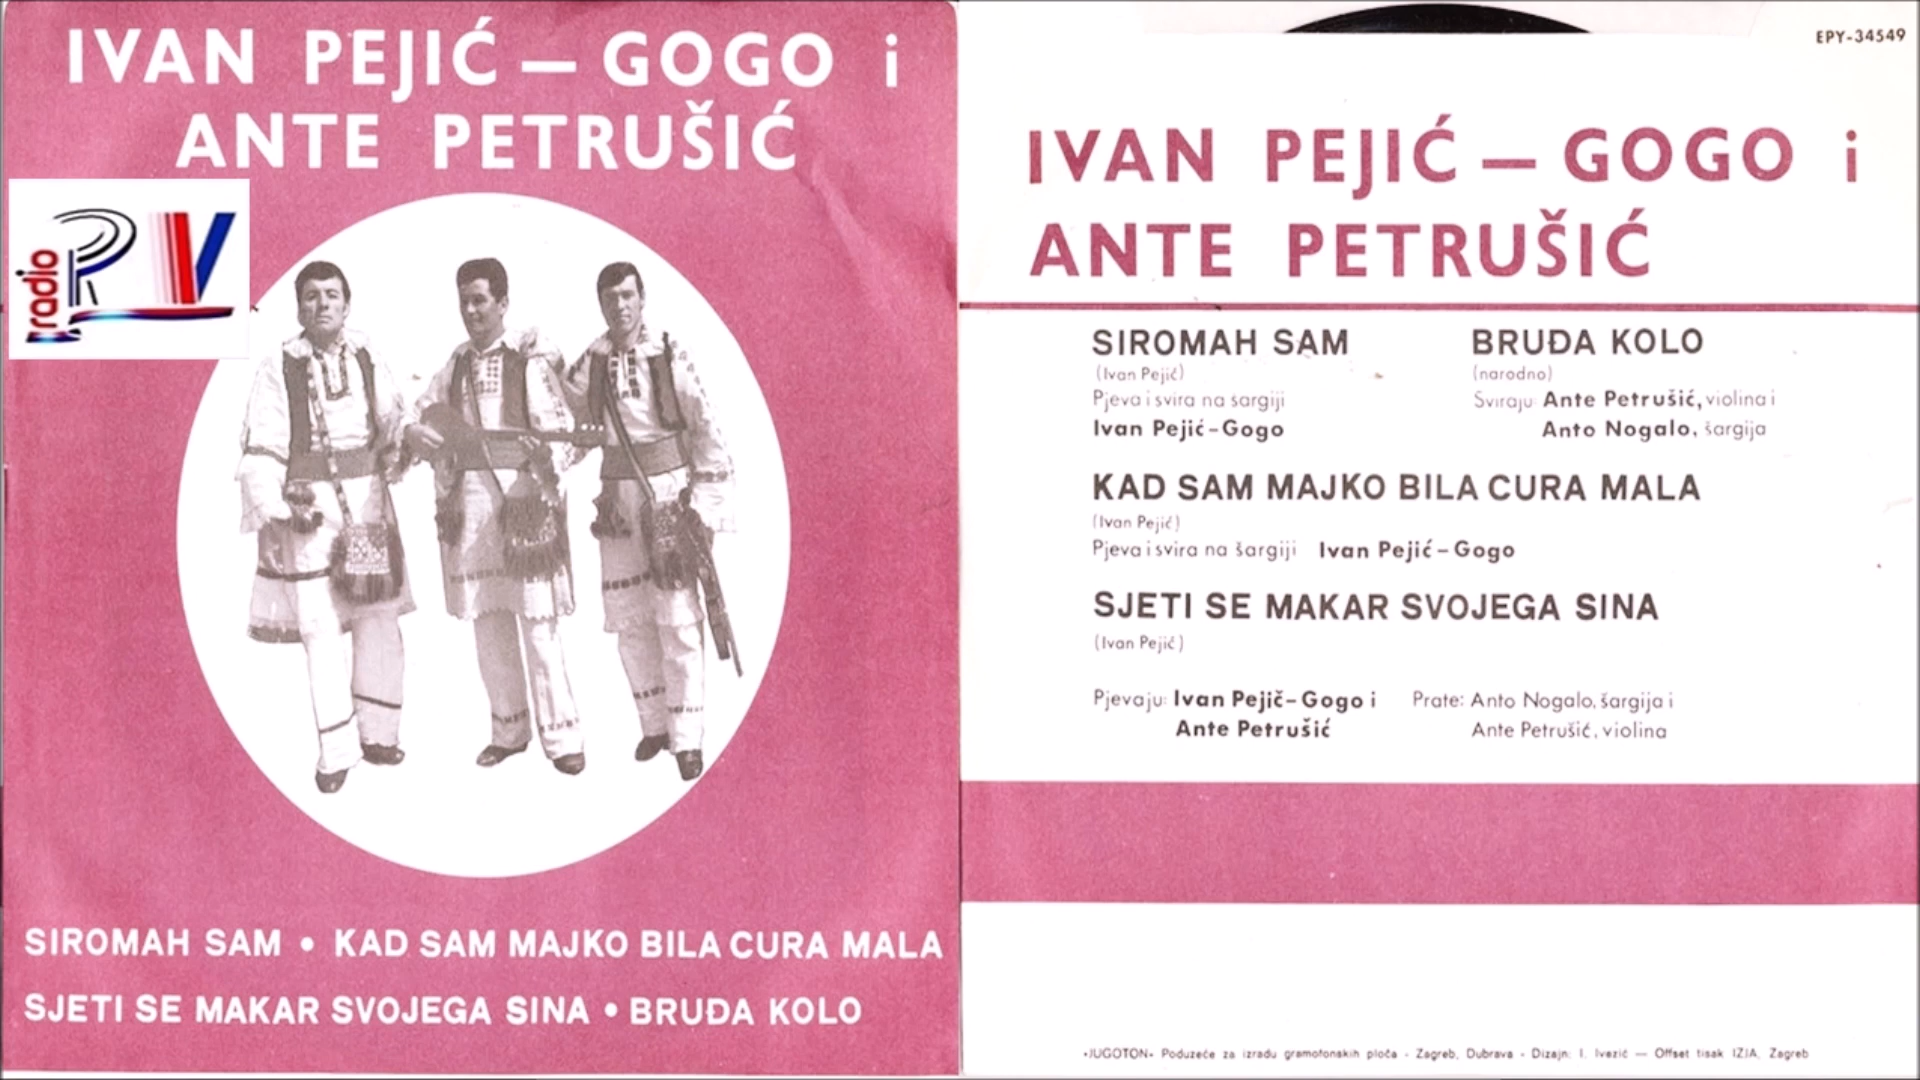 IVAN PEJIĆ – GOGO i
ANTE PETRUŠIĆ
radio
RPV
SIROMAH SAM • KAD SAM MAJKO BILA CURA MALA
SJETI SE MAKAR SVOJEGA SINA • BRUĐA KOLO
EPY-34549
IVAN PEJIĆ – GOGO i
ANTE PETRUŠIĆ
SIROMAH SAM
(Ivan Pejić)
Pjeva i svira na šargiji
Ivan Pejić-Gogo
BRUĐA KOLO
(narodno)
Sviraju: Ante Petrušić, violina i
Anto Nogalo, šargija
KAD SAM MAJKO BILA CURA MALA
(Ivan Pejić)
Pjeva i svira na šargiji Ivan Pejić – Gogo
SJETI SE MAKAR SVOJEGA SINA
(Ivan Pejić)
Pjevaju: Ivan Pejič-Gogo i
Ante Petrušić
Prate: Anto Nogalo, šargija i
Ante Petrušić, violina
»JUGOTON« Poduzeće za izradu gramofonskih ploča - Zagreb, Dubrava - Dizajn: I. Ivezić — Offset tisak IZJA, Zagreb